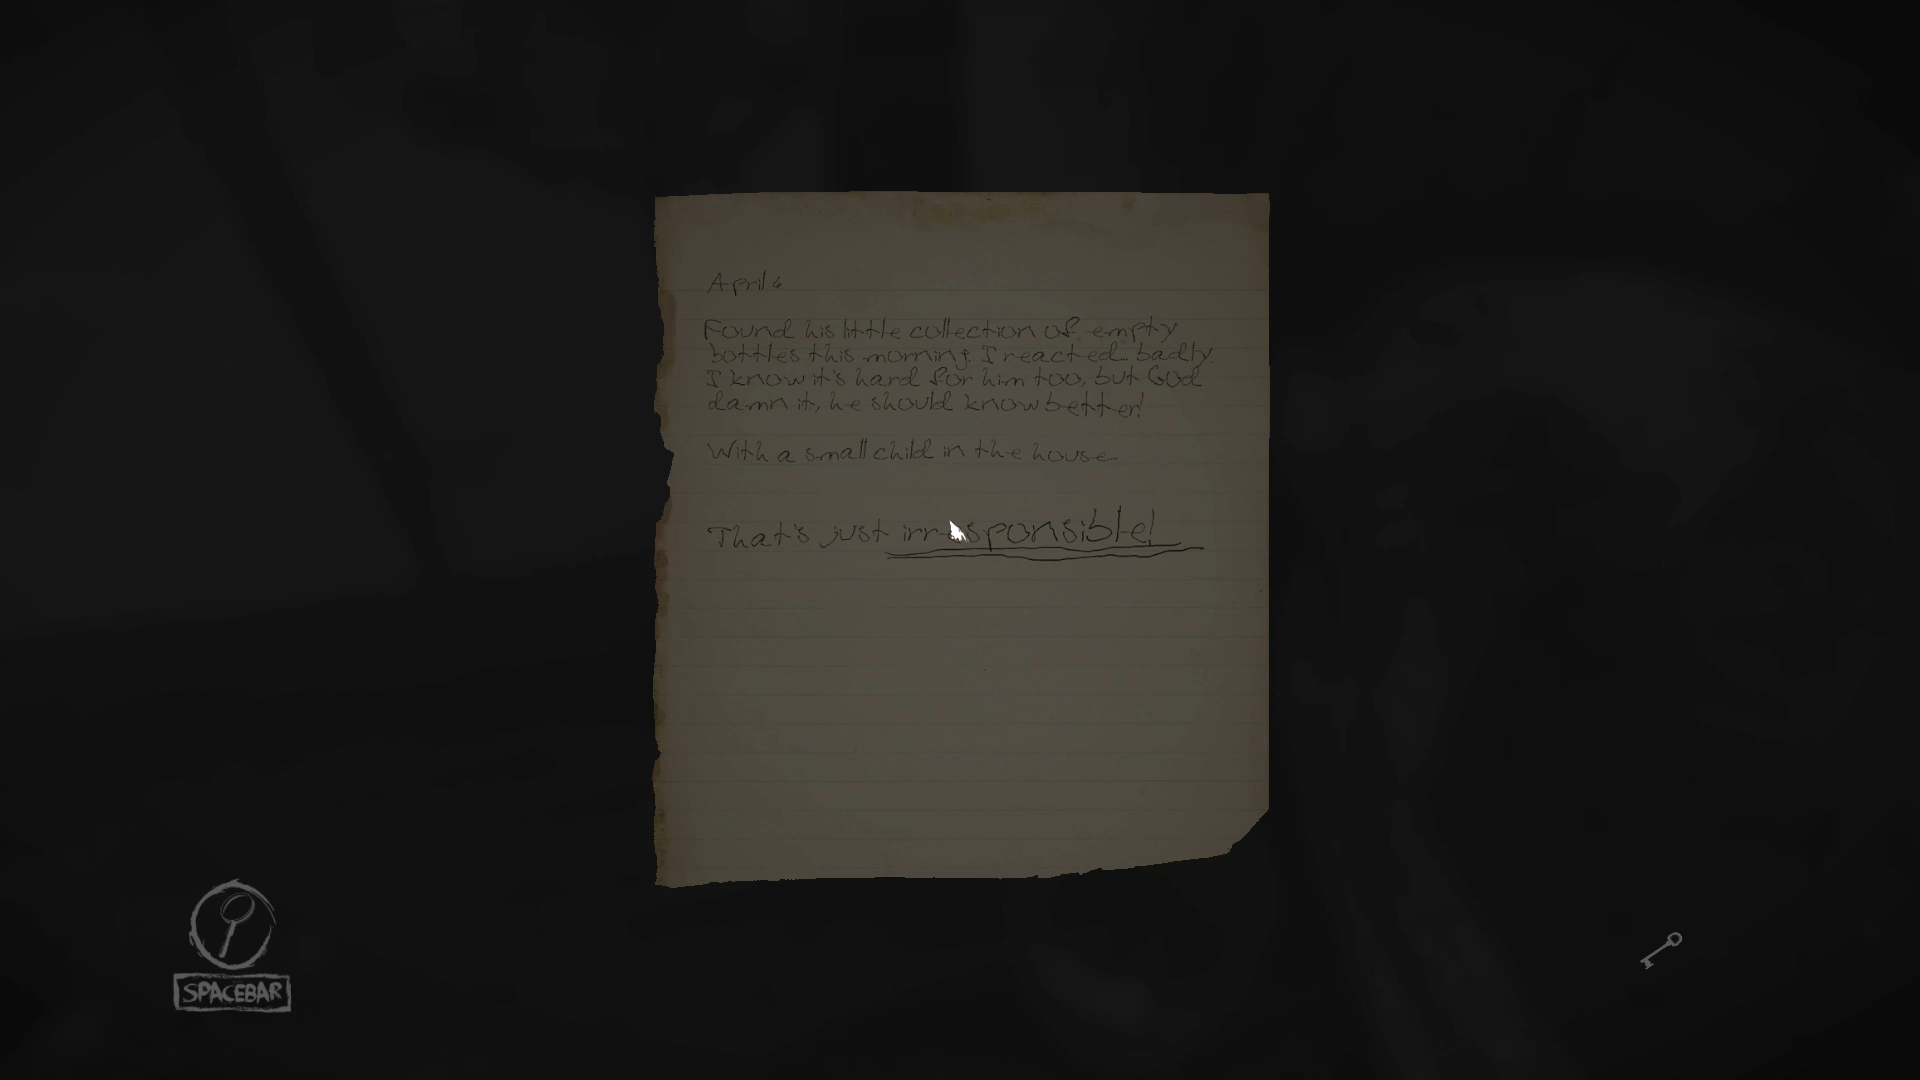 April 6
Found his little collection of empty
bottles this morning. I reacted... badly.
I know it's hard for him too, but God
damn it, he should know better!
With a small child in the house...
That's just irresponsible!
SPACEBAR